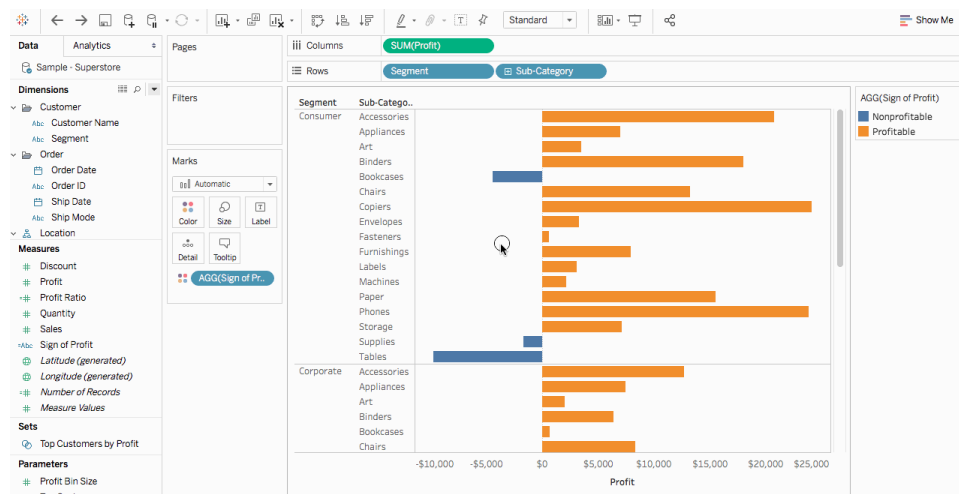 Standard
Show Me
Data
Analytics
Sample - Superstore
Dimensions
Customer
Abc Customer Name
Abc Segment
Order
Order Date
Abc Order ID
Ship Date
Abc Ship Mode
Location
Measures
# Discount
# Profit
=# Profit Ratio
# Quantity
# Sales
=Abc Sign of Profit
Latitude (generated)
Longitude (generated)
=# Number of Records
# Measure Values
Sets
Top Customers by Profit
Parameters
# Profit Bin Size
Pages
Filters
Marks
Automatic
Color
Size
Label
Detail
Tooltip
AGG(Sign of Pr..
iii Columns
SUM(Profit)
Rows
Segment
Sub-Category
Segment
Sub-Catego..
Consumer
Accessories
Appliances
Art
Binders
Bookcases
Chairs
Copiers
Envelopes
Fasteners
Furnishings
Labels
Machines
Paper
Phones
Storage
Supplies
Tables
Corporate
Accessories
Appliances
Art
Binders
Bookcases
Chairs
-$10,000
-$5,000
$0
$5,000
$10,000
$15,000
$20,000
$25,000
Profit
AGG(Sign of Profit)
Nonprofitable
Profitable